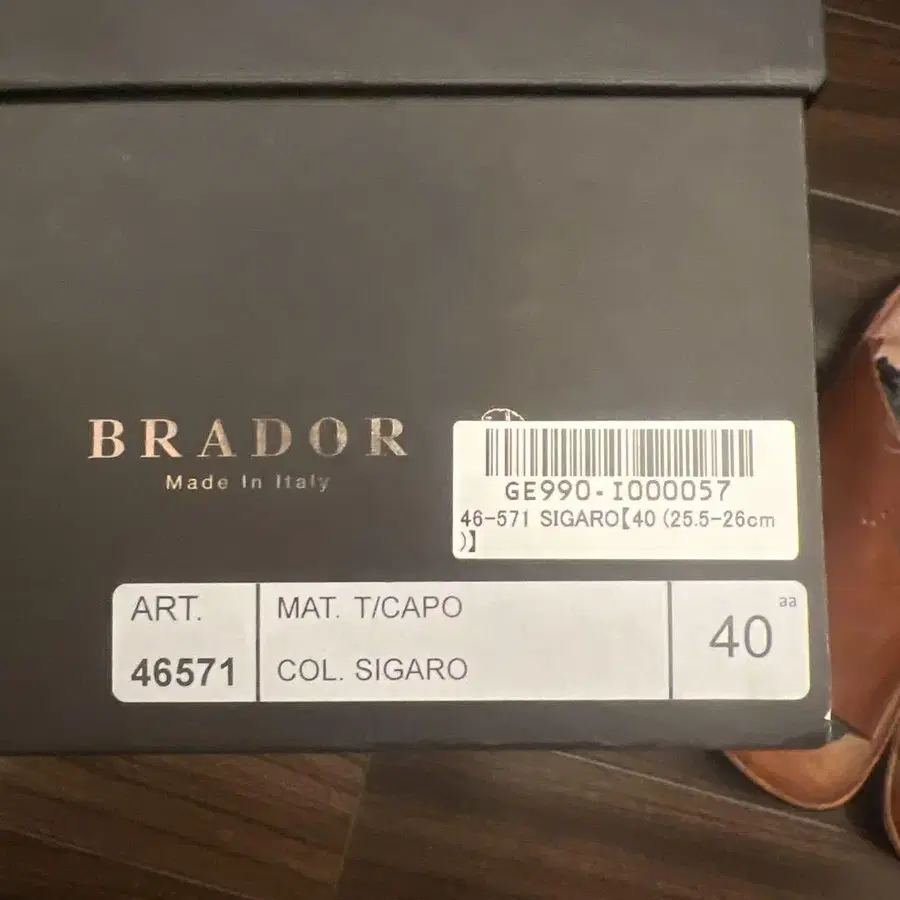 BRADOR
Made In Italy
GE990-I000057
46-571 SIGARO【40 (25.5-26cm
)】
ART.
46571
MAT. T/CAPO
COL. SIGARO
40
aa